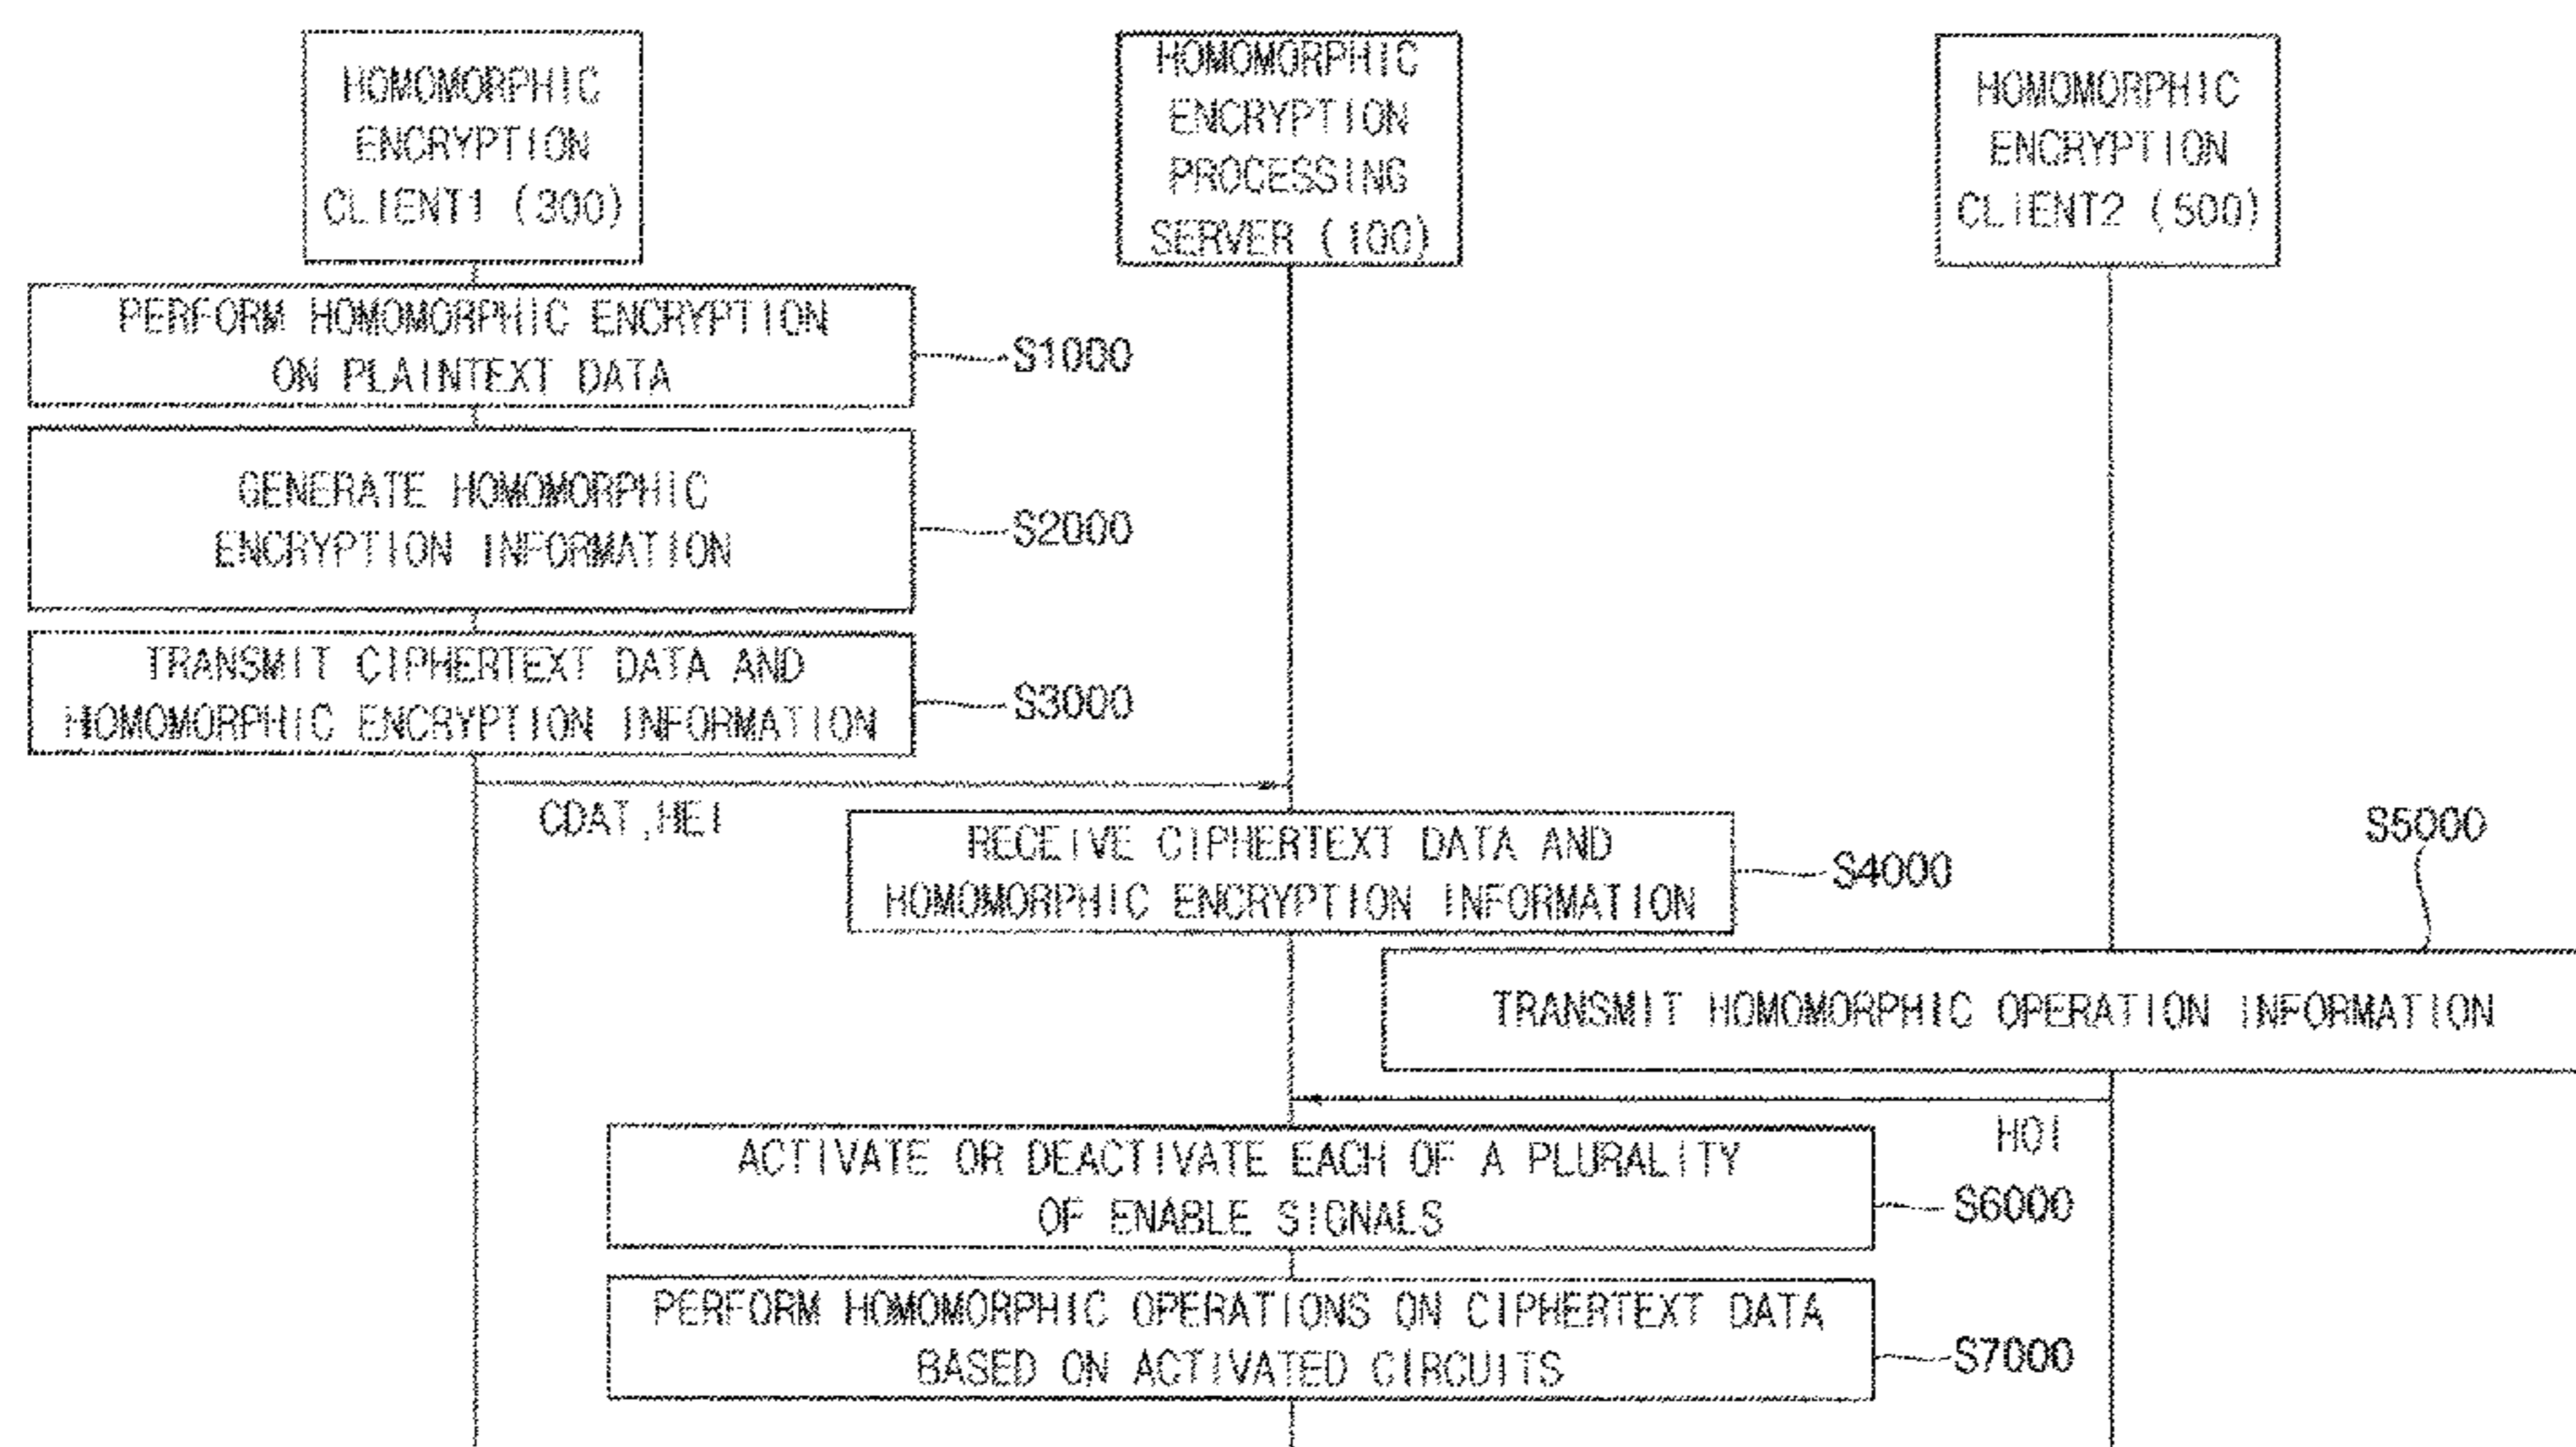 HOMOMORPHIC
ENCRYPTION
CLIENT1 (300)
HOMOMORPHIC
ENCRYPTION
PROCESSING
SERVER (100)
HOMOMORPHIC
ENCRYPTION
CLIENT2 (500)
PERFORM HOMOMORPHIC ENCRYPTION
ON PLAINTEXT DATA
S1000
GENERATE HOMOMORPHIC
ENCRYPTION INFORMATION
S2000
TRANSMIT CIPHERTEXT DATA AND
HOMOMORPHIC ENCRYPTION INFORMATION
S3000
CDAT,HEI
RECEIVE CIPHERTEXT DATA AND
HOMOMORPHIC ENCRYPTION INFORMATION
S4000
S5000
TRANSMIT HOMOMORPHIC OPERATION INFORMATION
HOI
ACTIVATE OR DEACTIVATE EACH OF A PLURALITY
OF ENABLE SIGNALS
S6000
PERFORM HOMOMORPHIC OPERATIONS ON CIPHERTEXT DATA
BASED ON ACTIVATED CIRCUITS
S7000